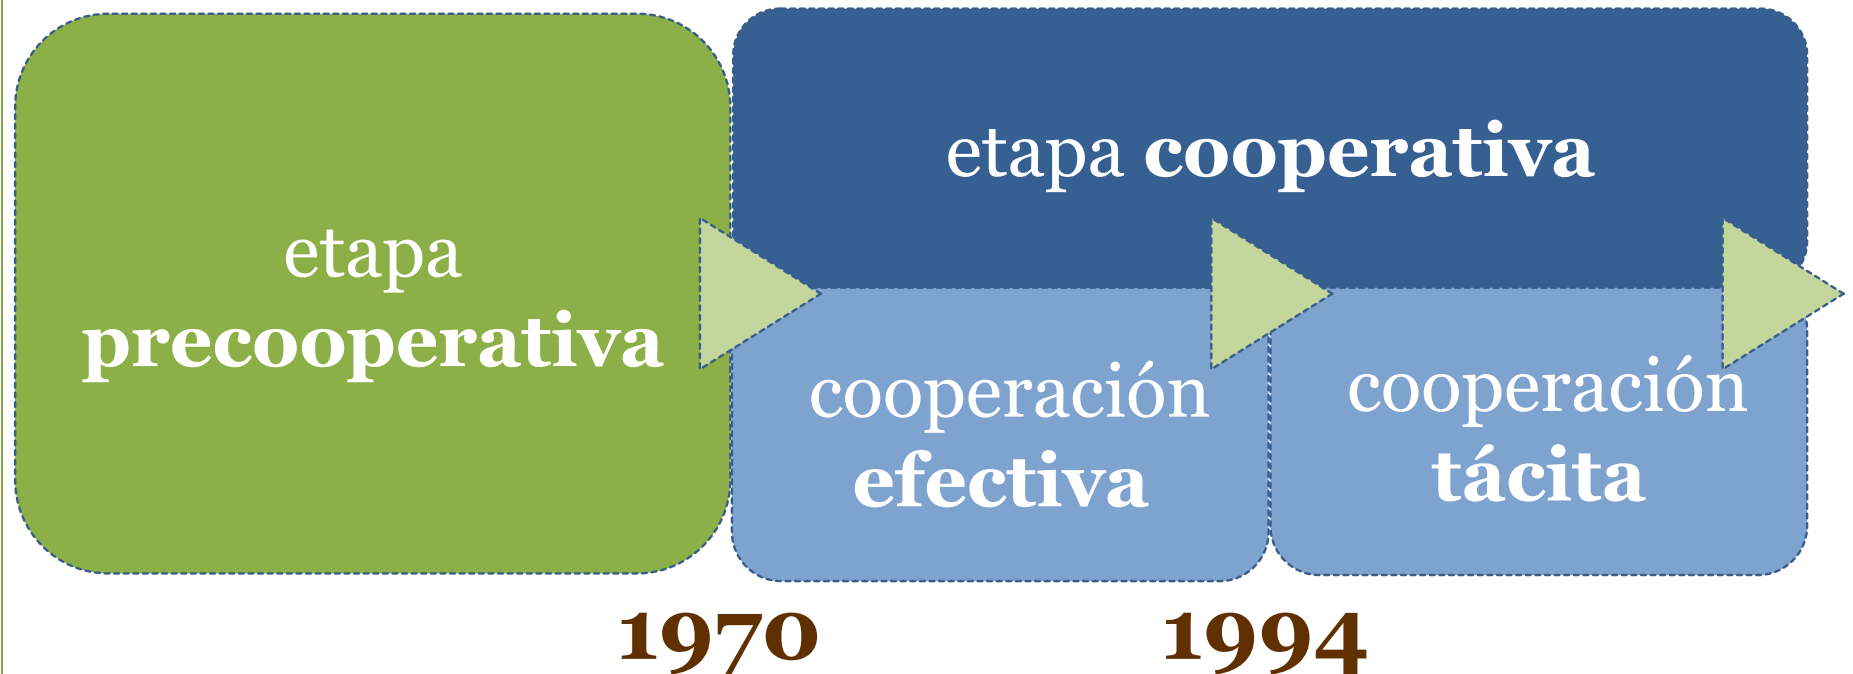 etapa
precooperativa
etapa cooperativa
cooperación
efectiva
cooperación
tácita
1970
1994